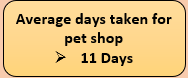 Average days taken for
pet shop
➢ 11 Days